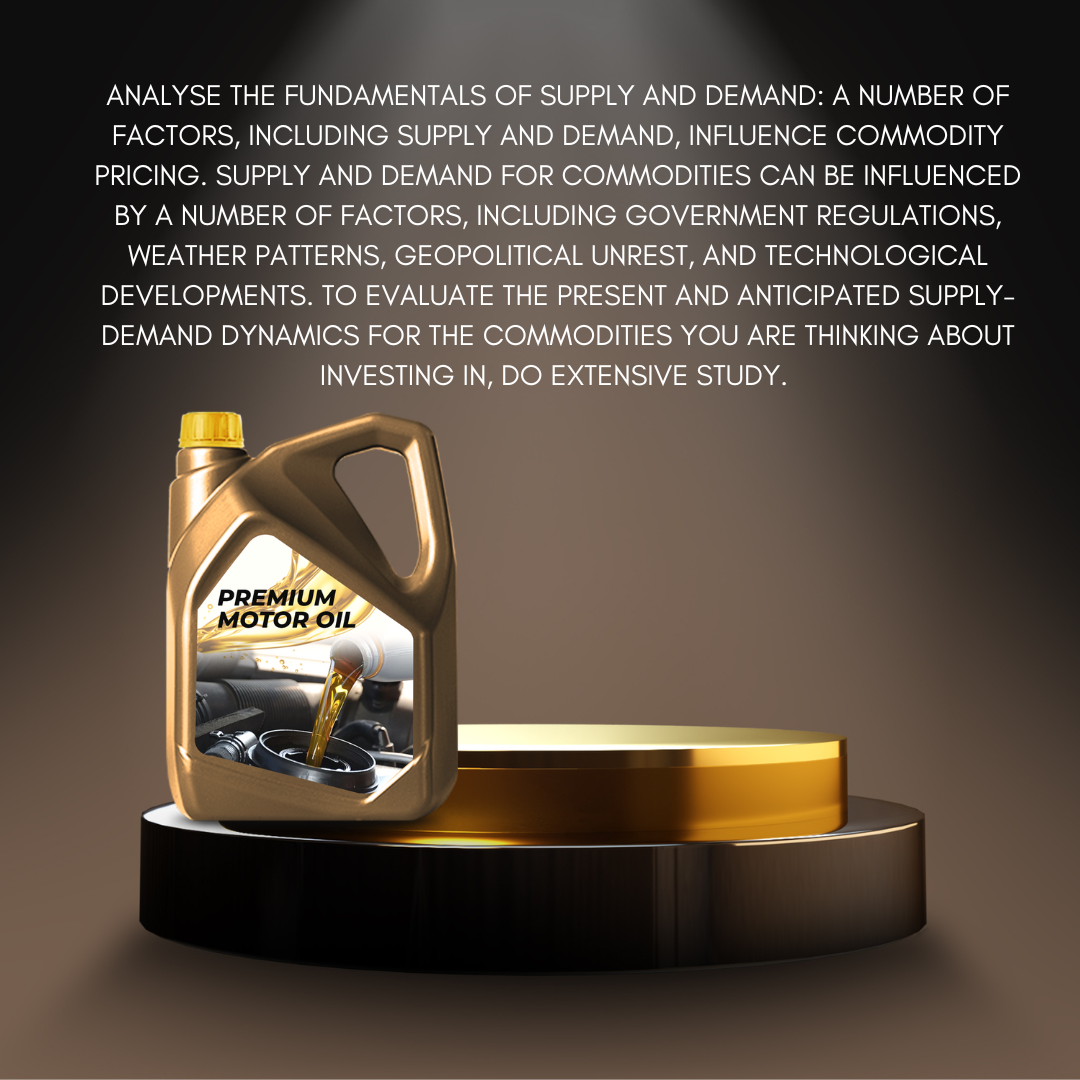 ANALYSE THE FUNDAMENTALS OF SUPPLY AND DEMAND: A NUMBER OF
FACTORS, INCLUDING SUPPLY AND DEMAND, INFLUENCE COMMODITY
PRICING. SUPPLY AND DEMAND FOR COMMODITIES CAN BE INFLUENCED
BY A NUMBER OF FACTORS, INCLUDING GOVERNMENT REGULATIONS,
WEATHER PATTERNS, GEOPOLITICAL UNREST, AND TECHNOLOGICAL
DEVELOPMENTS. TO EVALUATE THE PRESENT AND ANTICIPATED SUPPLY-
DEMAND DYNAMICS FOR THE COMMODITIES YOU ARE THINKING ABOUT
INVESTING IN, DO EXTENSIVE STUDY.
PREMIUM
MOTOR OIL